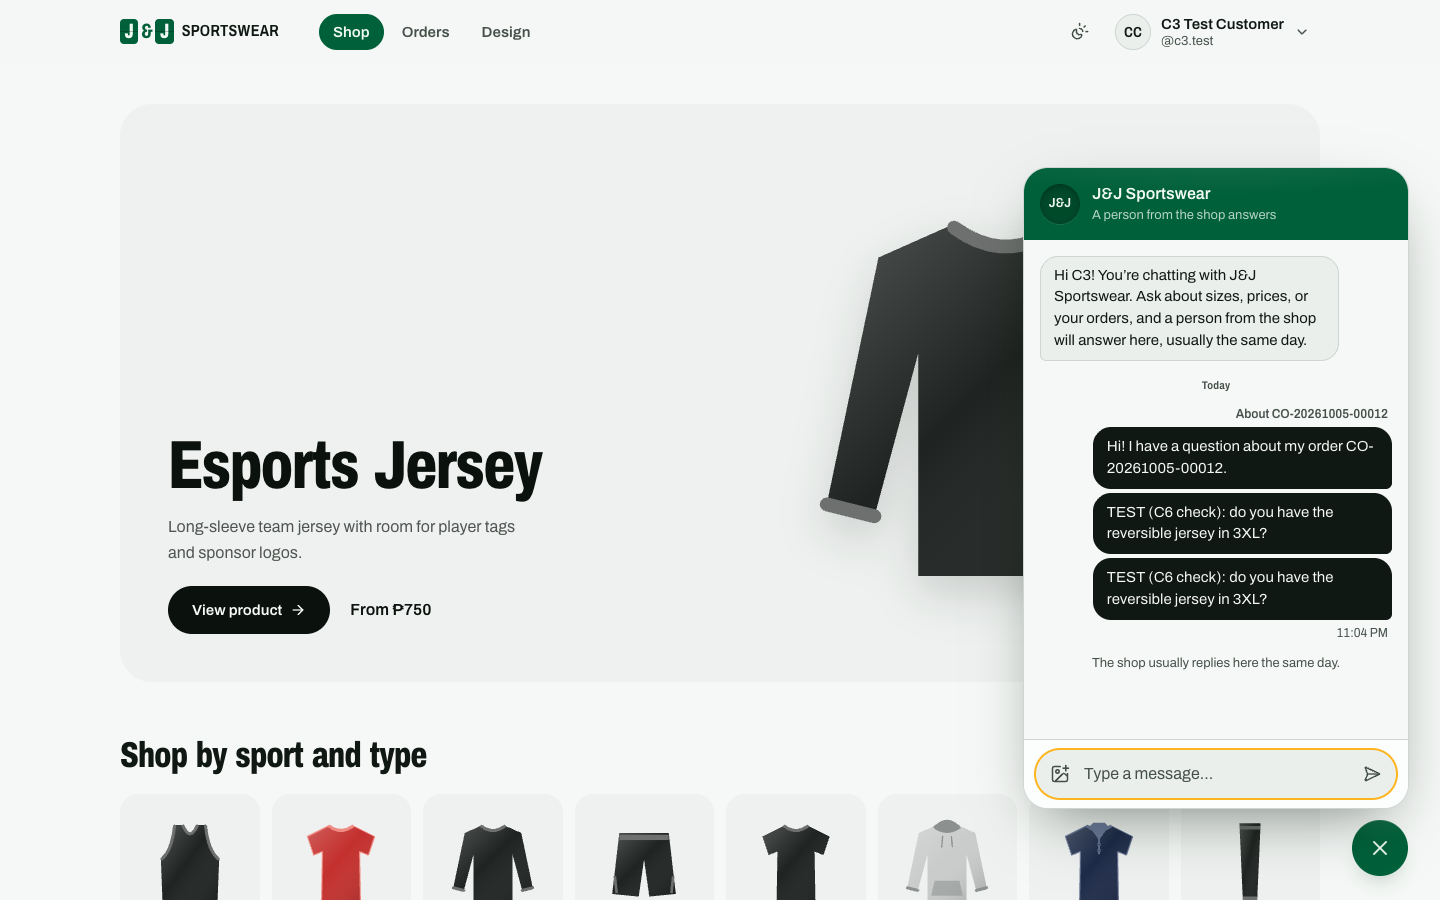 J&J SPORTSWEAR
Shop
Orders
Design
CC
C3 Test Customer
@c3.test
Esports Jersey
Long-sleeve team jersey with room for player tags
and sponsor logos.
View product
From ₱750
Shop by sport and type
J&J
J&J Sportswear
A person from the shop answers
Hi C3! You’re chatting with J&J
Sportswear. Ask about sizes, prices, or
your orders, and a person from the shop
will answer here, usually the same day.
Today
About CO-20261005-00012
Hi! I have a question about my order CO-
20261005-00012.
TEST (C6 check): do you have the
reversible jersey in 3XL?
TEST (C6 check): do you have the
reversible jersey in 3XL?
11:04 PM
The shop usually replies here the same day.
Type a message...